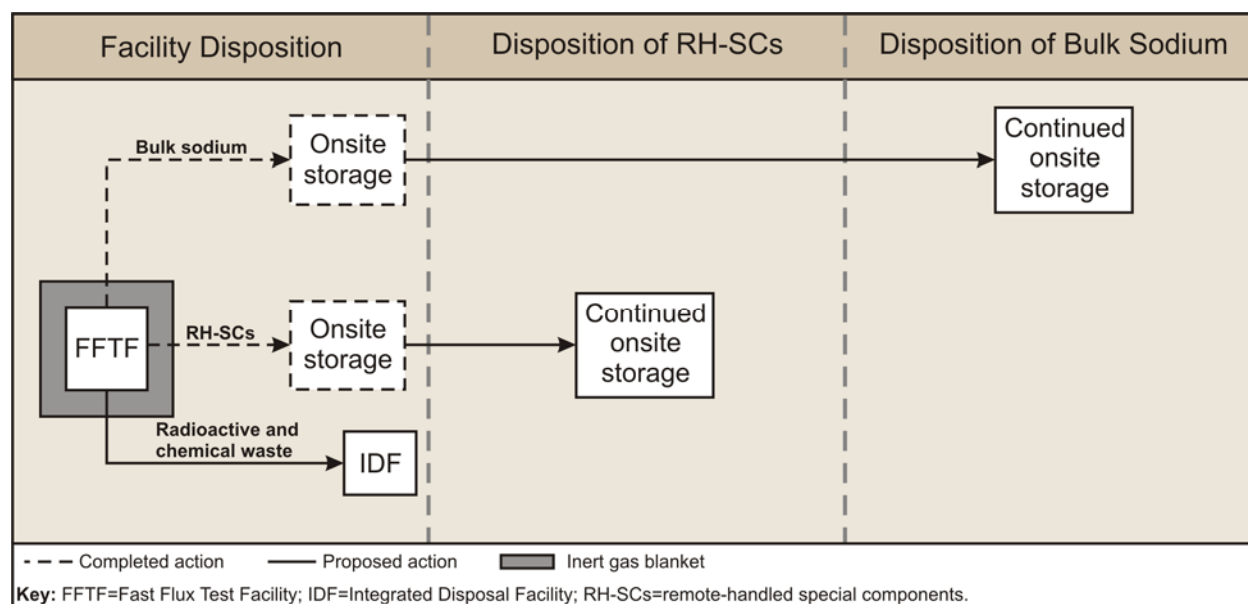 Facility Disposition
Disposition of RH-SCs
Disposition of Bulk Sodium
Bulk sodium
Onsite
storage
Continued
onsite
storage
FFTF
RH-SCs
Onsite
storage
Continued
onsite
storage
Radioactive and
chemical waste
IDF
Completed action
Proposed action
Inert gas blanket
Key: FFTF=Fast Flux Test Facility; IDF=Integrated Disposal Facility; RH-SCs=remote-handled special components.